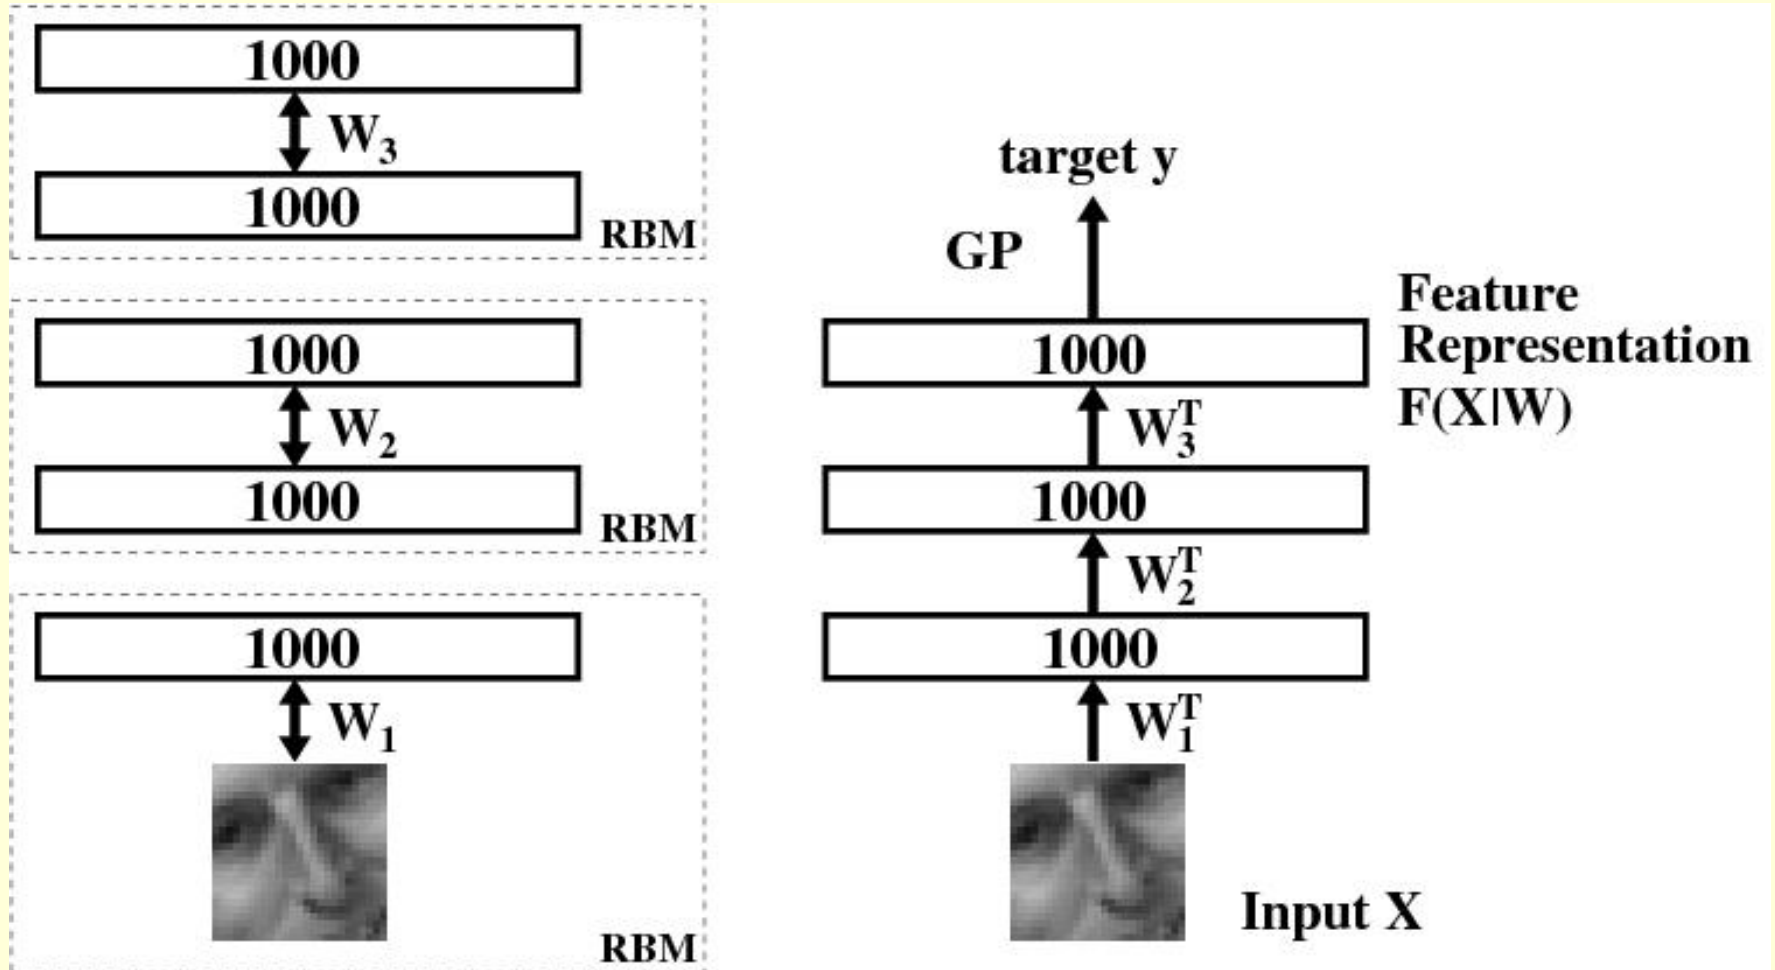 1000
W3
1000
RBM
1000
W2
1000
RBM
1000
W1
RBM
target y
GP
1000
Feature
Representation
F(X|W)
W3T
1000
W2T
1000
W1T
Input X